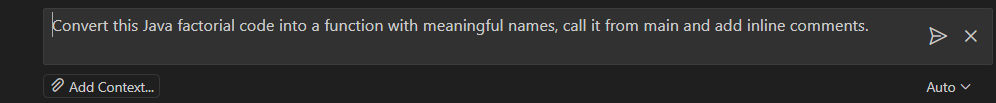 Convert this Java factorial code into a function with meaningful names, call it from main and add inline comments.
Add Context...
Auto